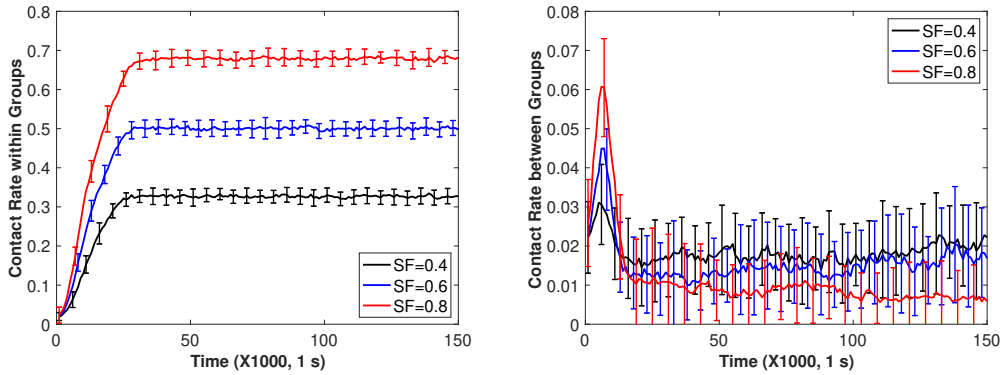 0.8
0.7
0.6
0.5
0.4
0.3
0.2
0.1
0
Contact Rate within Groups
SF=0.4
SF=0.6
SF=0.8
0
50
100
150
Time (X1000, 1 s)
0.08
0.07
0.06
0.05
0.04
0.03
0.02
0.01
0
Contact Rate between Groups
SF=0.4
SF=0.6
SF=0.8
0
50
100
150
Time (X1000, 1 s)